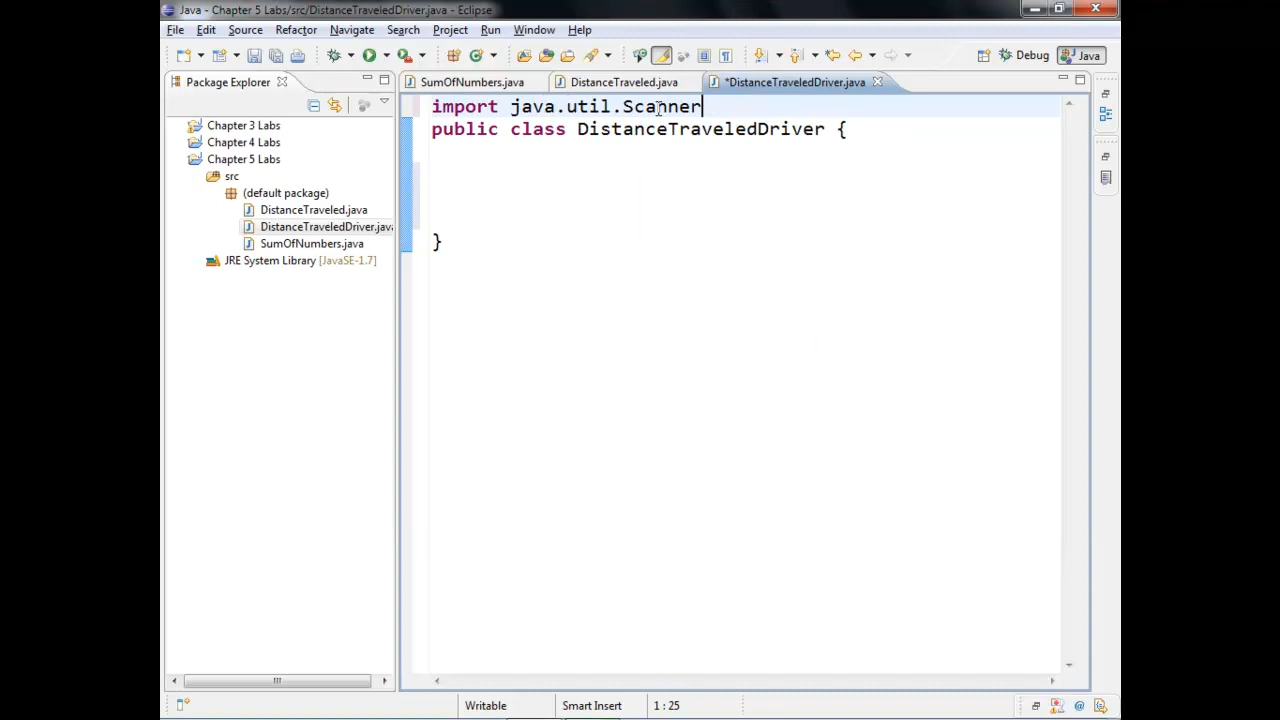 Java - Chapter 5 Labs/src/DistanceTraveledDriver.java - Eclipse
File Edit Source Refactor Navigate Search Project Run Window Help
Debug Java
Package Explorer SumOfNumbers.java DistanceTraveled.java *DistanceTraveledDriver.java
import java.util.Scanner
public class DistanceTraveledDriver {
}
Chapter 3 Labs
Chapter 4 Labs
Chapter 5 Labs
src
(default package)
DistanceTraveled.java
DistanceTraveledDriver.java
SumOfNumbers.java
JRE System Library [JavaSE-1.7]
Writable Smart Insert 1 : 25